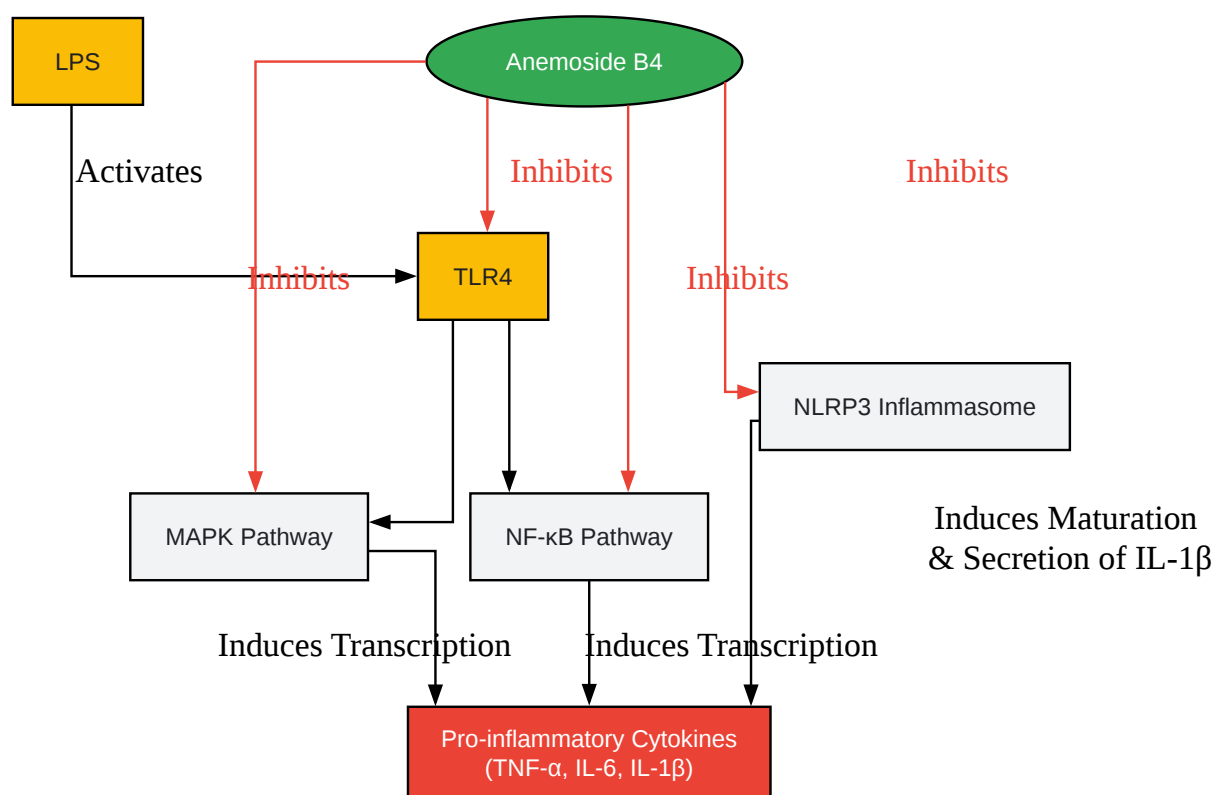 LPS
Anemoside B4
Activates
Inhibits
Inhibits
Inhibits
TLR4
Inhibits
NLRP3 Inflammasome
MAPK Pathway
NF-κB Pathway
Induces Maturation
& Secretion of IL-1β
Induces Transcription
Induces Transcription
Pro-inflammatory Cytokines
(TNF-α, IL-6, IL-1β)